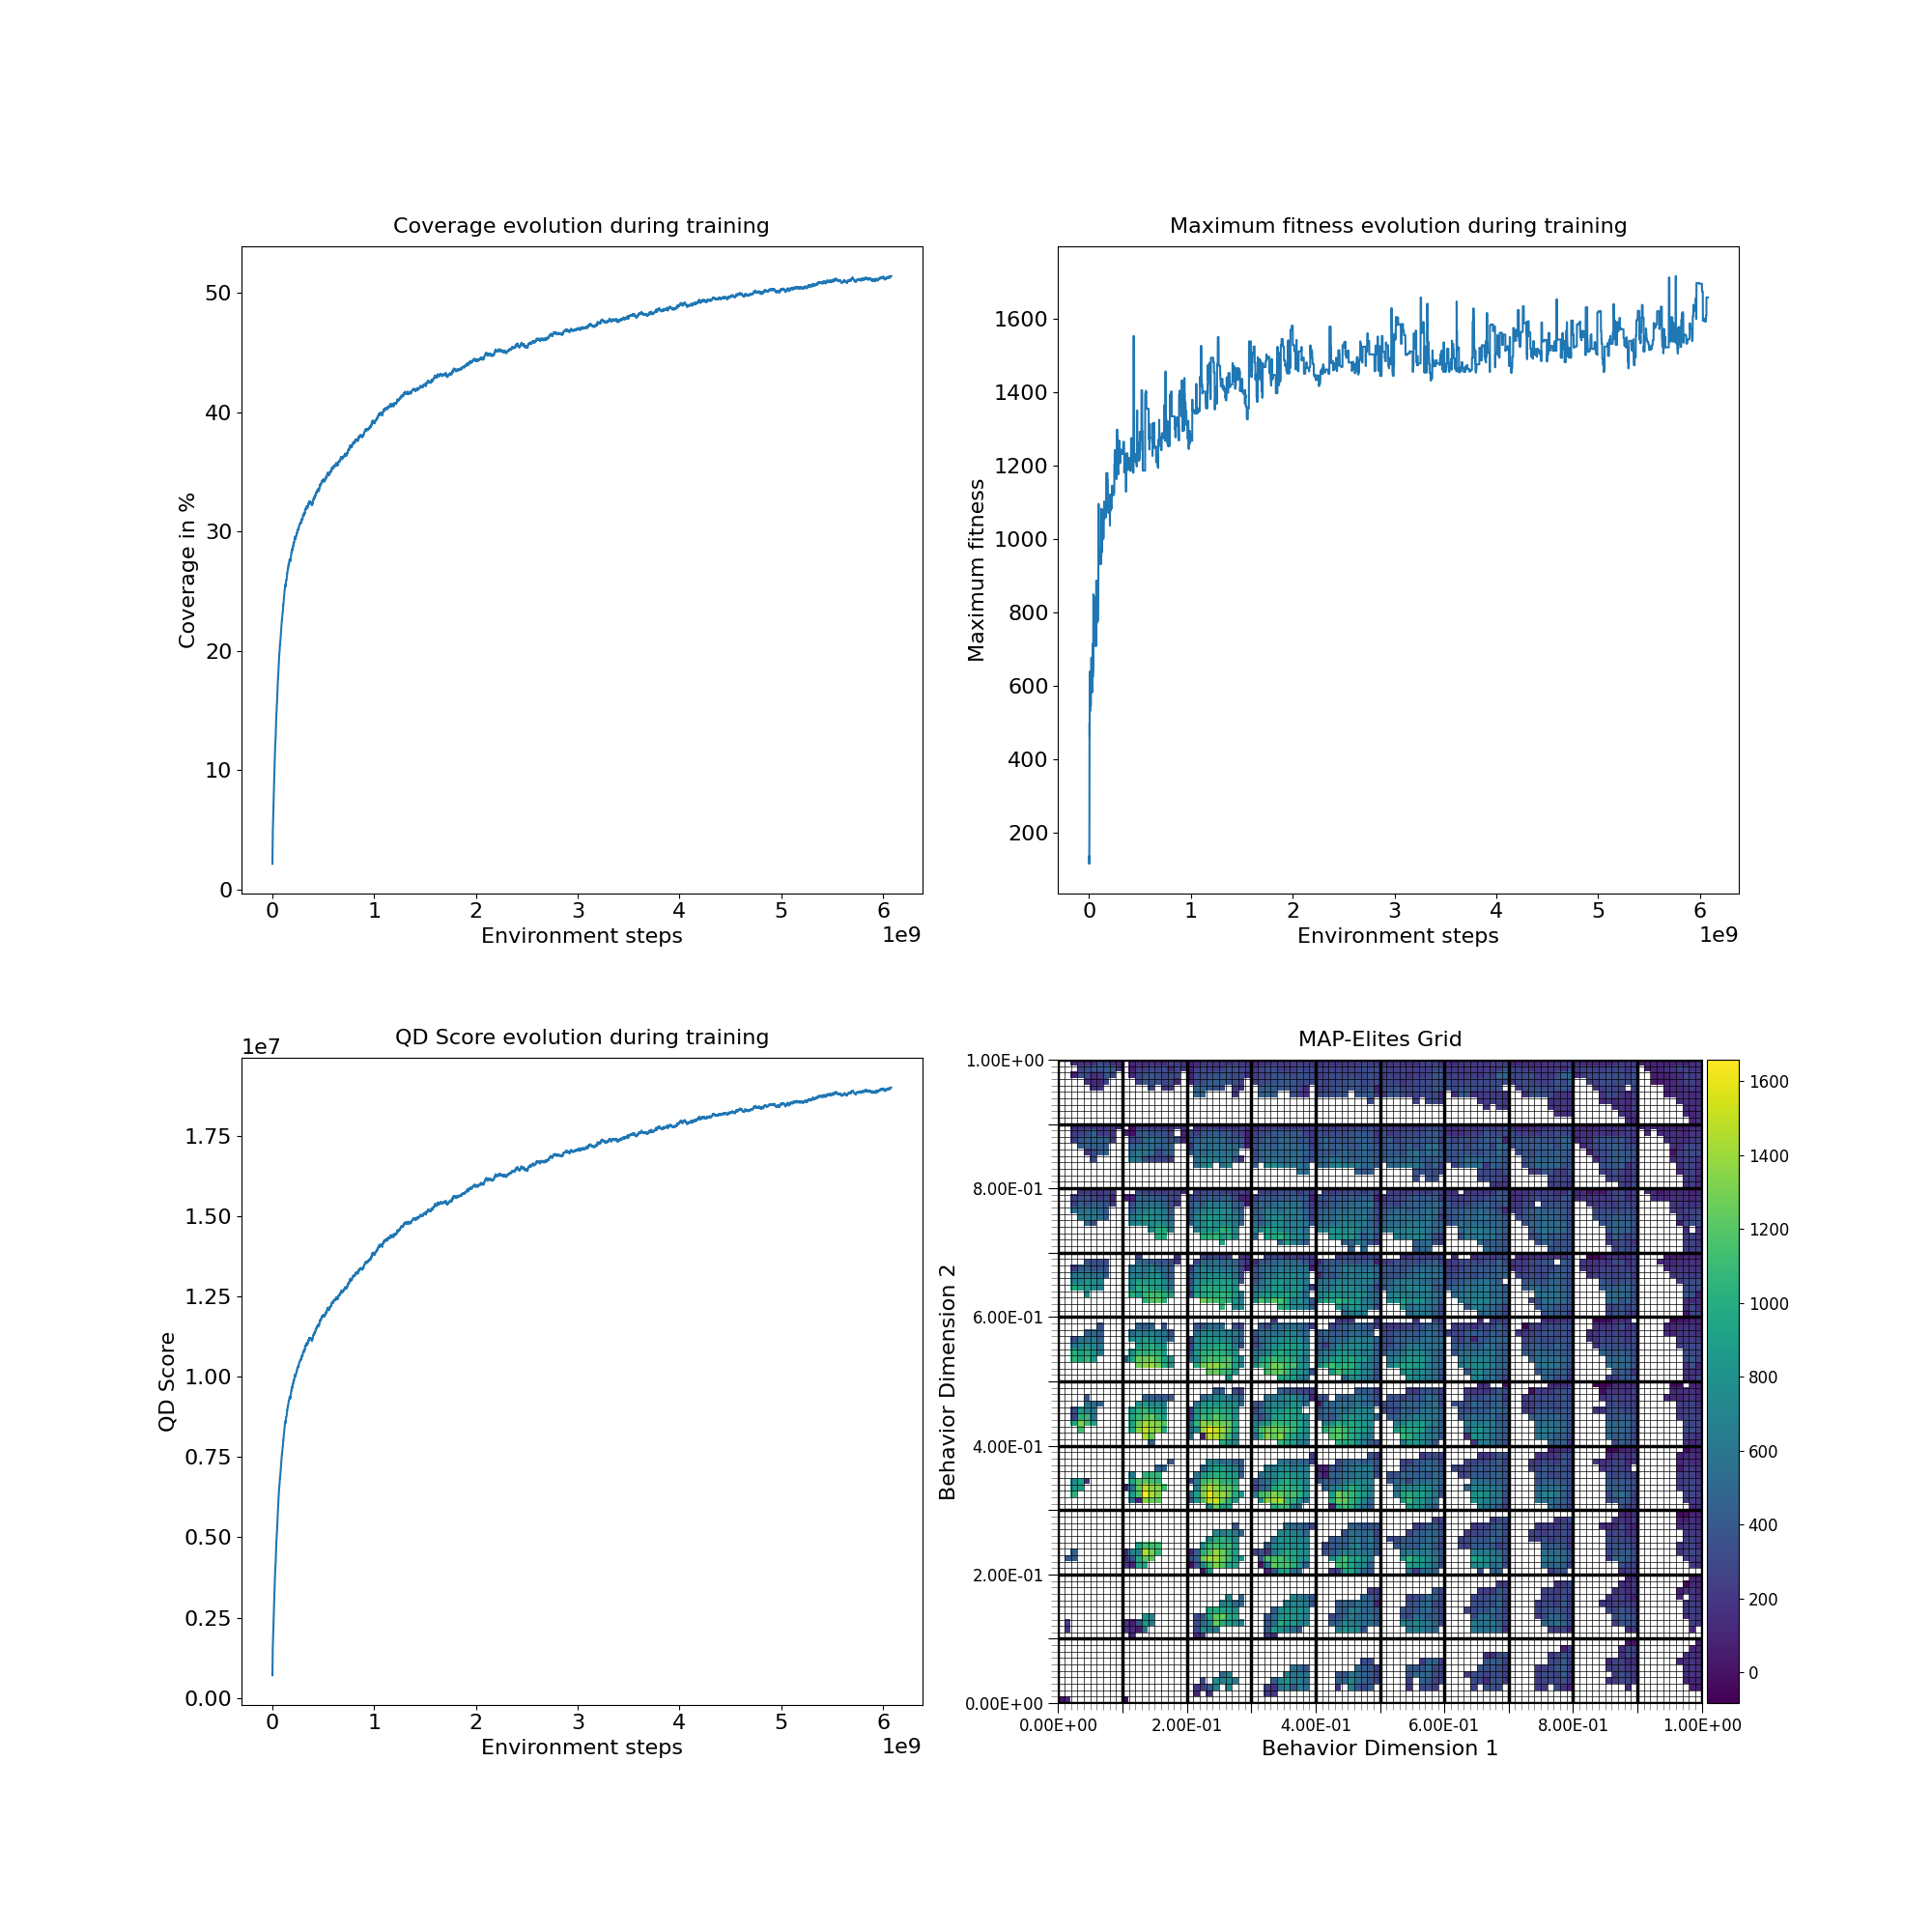 Coverage evolution during training
50
40
30
20
10
0
Coverage in %
0 1 2 3 4 5 6
Environment steps
1e9
Maximum fitness evolution during training
1600
1400
1200
1000
800
600
400
200
Maximum fitness
0 1 2 3 4 5 6
Environment steps
1e9
QD Score evolution during training
1e7
1.75
1.50
1.25
1.00
0.75
0.50
0.25
0.00
QD Score
0 1 2 3 4 5 6
Environment steps
1e9
MAP-Elites Grid
1.00E+00
8.00E-01
6.00E-01
4.00E-01
2.00E-01
0.00E+00
Behavior Dimension 2
0.00E+00 2.00E-01 4.00E-01 6.00E-01 8.00E-01 1.00E+00
Behavior Dimension 1
1600
1400
1200
1000
800
600
400
200
0